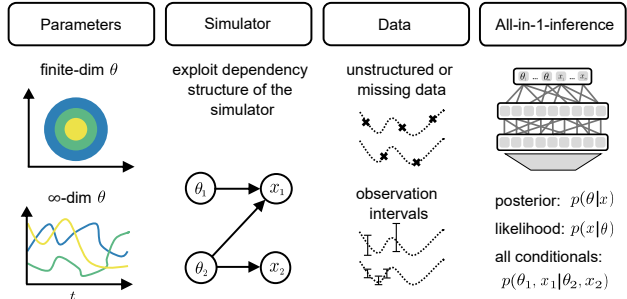 Parameters
finite-dim θ
∞-dim θ
t
Simulator
exploit dependency
structure of the
simulator
θ₁
x₁
θ₂
x₂
Data
unstructured or
missing data
observation
intervals
All-in-1-inference
posterior: p(θ|x)
likelihood: p(x|θ)
all conditionals:
p(θ₁, x₁|θ₂, x₂)